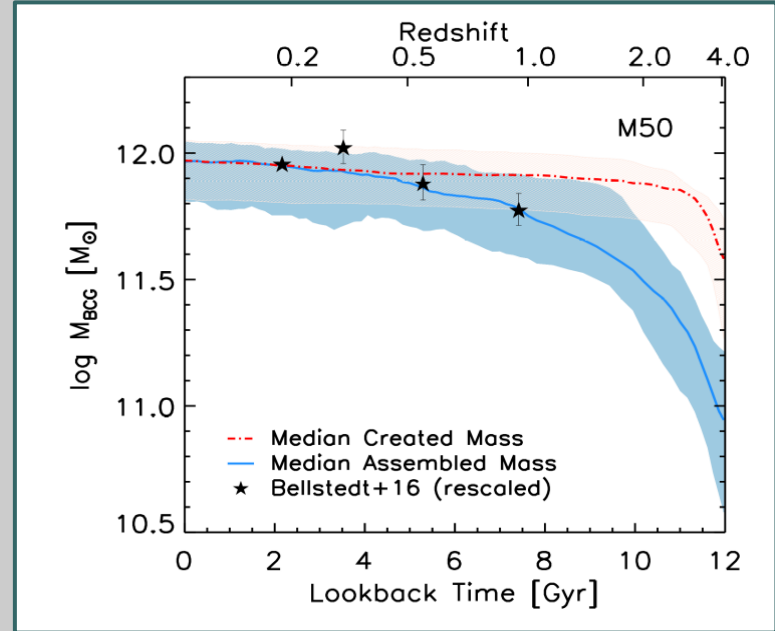 Redshift
0.2 0.5 1.0 2.0 4.0
M50
12.0
11.5
11.0
10.5
log M_BCG [M_⊙]
Median Created Mass
Median Assembled Mass
Bellstedt+16 (rescaled)
0 2 4 6 8 10 12
Lookback Time [Gyr]